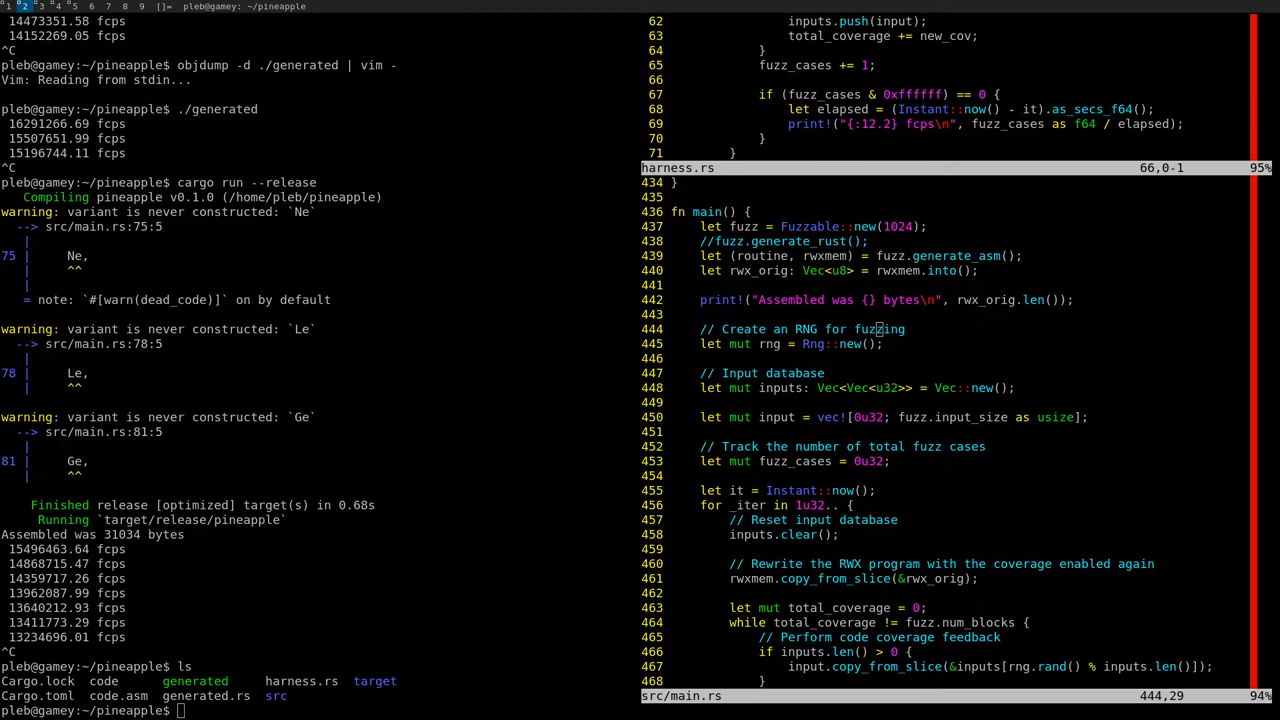 1 2 3 4 5 6 7 8 9 []= pleb@gamey:~/pineapple
14473351.58 fcps
14152269.05 fcps
^C
pleb@gamey:~/pineapple$ objdump -d ./generated | vim -
Vim: Reading from stdin...
pleb@gamey:~/pineapple$ ./generated
16291266.69 fcps
15507651.99 fcps
15196744.11 fcps
^C
pleb@gamey:~/pineapple$ cargo run --release
Compiling pineapple v0.1.0 (/home/pleb/pineapple)
warning: variant is never constructed: `Ne`
--> src/main.rs:75:5
|
75 | Ne,
| ^^
|
= note: `#[warn(dead_code)]` on by default
warning: variant is never constructed: `Le`
--> src/main.rs:78:5
|
78 | Le,
| ^^
warning: variant is never constructed: `Ge`
--> src/main.rs:81:5
|
81 | Ge,
| ^^
Finished release [optimized] target(s) in 0.68s
Running `target/release/pineapple`
Assembled was 31034 bytes
15496463.64 fcps
14868715.47 fcps
14359717.26 fcps
13962087.99 fcps
13640212.93 fcps
13411773.29 fcps
13234696.01 fcps
^C
pleb@gamey:~/pineapple$ ls
Cargo.lock code generated harness.rs target
Cargo.toml code.asm generated.rs src
pleb@gamey:~/pineapple$
62 inputs.push(input);
63 total_coverage += new_cov;
64 }
65 fuzz_cases += 1;
66
67 if (fuzz_cases & 0xffffff) == 0 {
68 let elapsed = (Instant::now() - it).as_secs_f64();
69 print!("{:12.2} fcps\n", fuzz_cases as f64 / elapsed);
70 }
71 }
harness.rs 66,0-1 95%
434 }
435
436 fn main() {
437 let fuzz = Fuzzable::new(1024);
438 //fuzz.generate_rust();
439 let (routine, rwxmem) = fuzz.generate_asm();
440 let rwx_orig: Vec<u8> = rwxmem.into();
441
442 print!("Assembled was {} bytes\n", rwx_orig.len());
443
444 // Create an RNG for fuzzing
445 let mut rng = Rng::new();
446
447 // Input database
448 let mut inputs: Vec<Vec<u32>> = Vec::new();
449
450 let mut input = vec![0u32; fuzz.input_size as usize];
451
452 // Track the number of total fuzz cases
453 let mut fuzz_cases = 0u32;
454
455 let it = Instant::now();
456 for _iter in 1u32.. {
457 // Reset input database
458 inputs.clear();
459
460 // Rewrite the RWX program with the coverage enabled again
461 rwxmem.copy_from_slice(&rwx_orig);
462
463 let mut total_coverage = 0;
464 while total_coverage != fuzz.num_blocks {
465 // Perform code coverage feedback
466 if inputs.len() > 0 {
467 input.copy_from_slice(&inputs[rng.rand() % inputs.len()]);
468 }
src/main.rs 444,29 94%